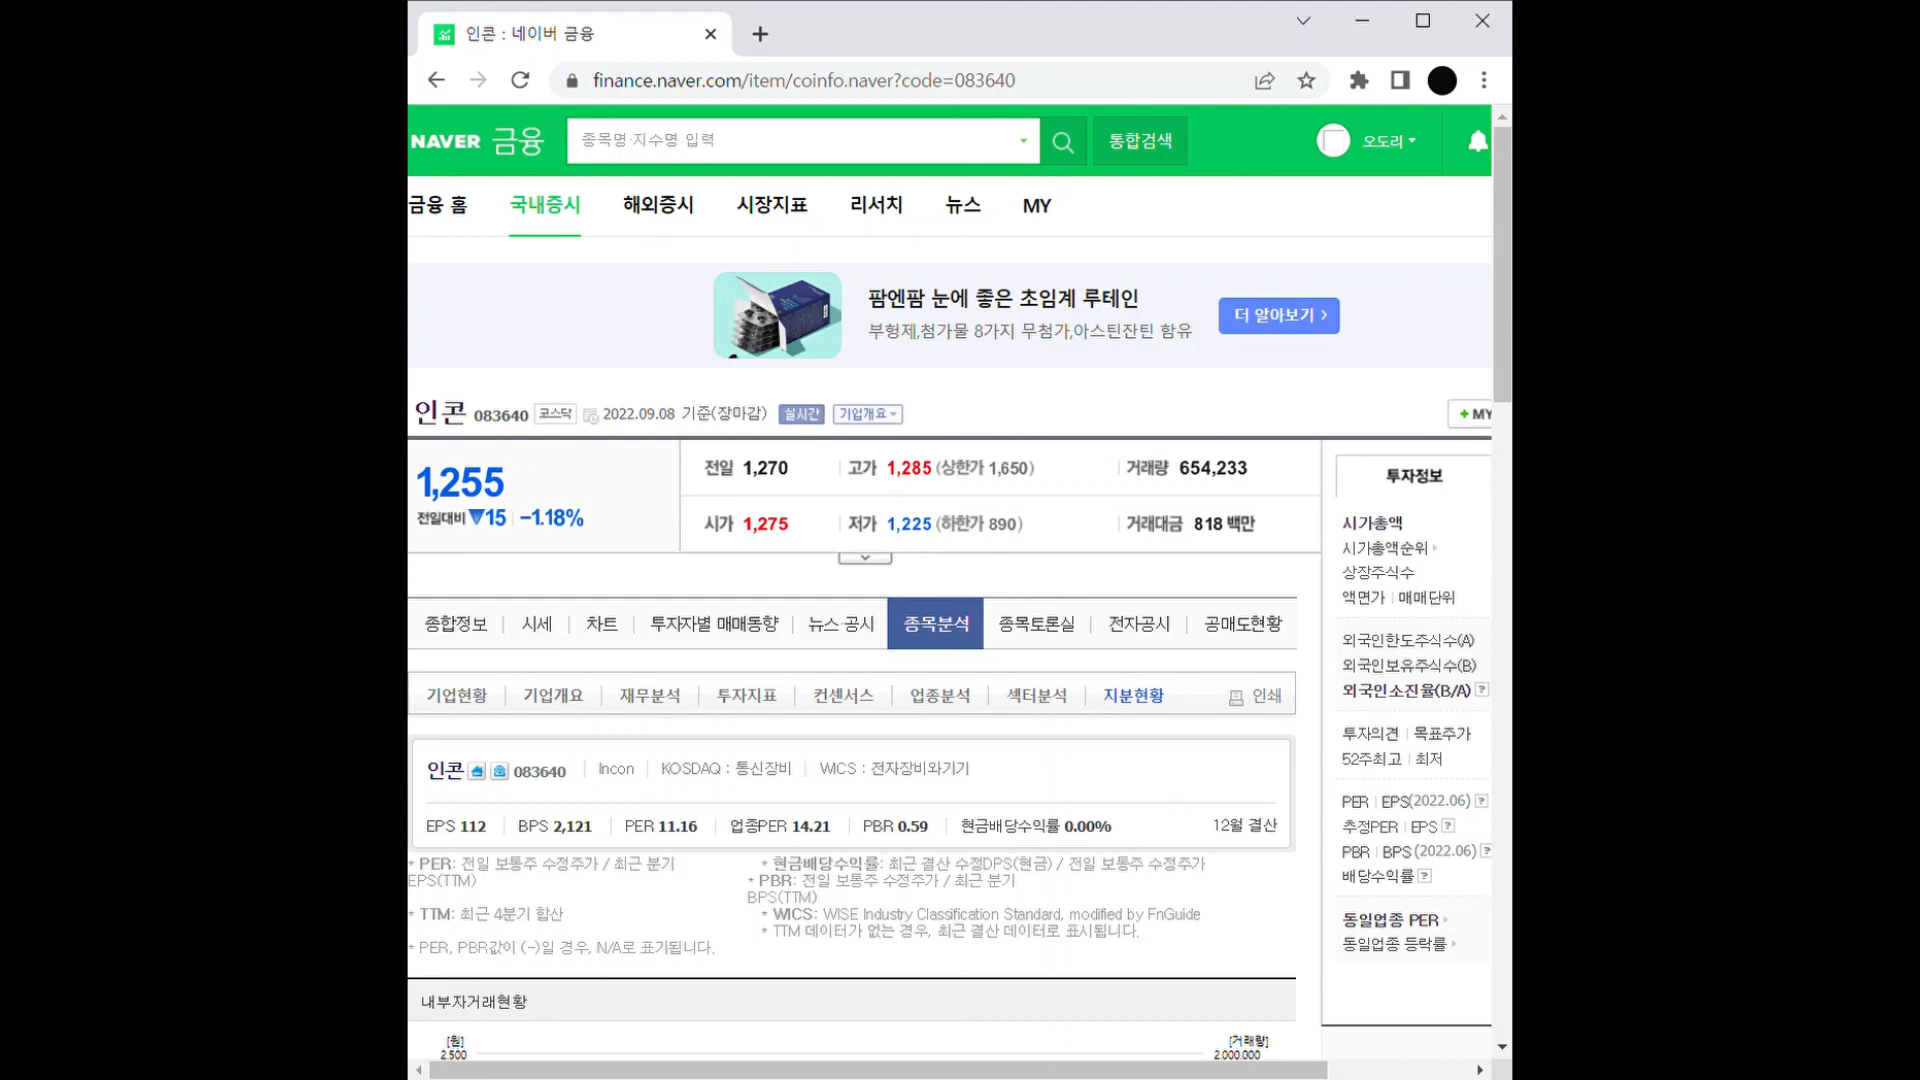 인콘 : 네이버 금융
finance.naver.com/item/coinfo.naver?code=083640
NAVER 금융 종목명·지수명 입력 통합검색 오도리
금융 홈 국내증시 해외증시 시장지표 리서치 뉴스 MY
팜엔팜 눈에 좋은 초임계 루테인
부형제,첨가물 8가지 무첨가,아스틴잔틴 함유
더 알아보기
인콘 083640 코스닥 2022.09.08 기준(장마감) 실시간 기업개요
+ MY
1,255
전일대비 ▼15 -1.18%
전일 1,270 고가 1,285 (상한가 1,650) 거래량 654,233
시가 1,275 저가 1,225 (하한가 890) 거래대금 818 백만
종합정보 시세 차트 투자자별 매매동향 뉴스·공시 종목분석 종목토론실 전자공시 공매도현황
기업현황 기업개요 재무분석 투자지표 컨센서스 업종분석 섹터분석 지분현황 인쇄
인콘 083640 Incon KOSDAQ : 통신장비 WICS : 전자장비와기기
EPS 112 BPS 2,121 PER 11.16 업종PER 14.21 PBR 0.59 현금배당수익률 0.00% 12월 결산
* PER: 전일 보통주 수정주가 / 최근 분기
EPS(TTM)
* 현금배당수익률: 최근 결산 수정DPS(현금) / 전일 보통주 수정주가
* PBR: 전일 보통주 수정주가 / 최근 분기
BPS(TTM)
* TTM: 최근 4분기 합산
* WICS: WISE Industry Classification Standard, modified by FnGuide
* TTM 데이터가 없는 경우, 최근 결산 데이터로 표시됩니다.
* PER, PBR값이 (-)일 경우, N/A로 표기됩니다.
내부자거래현황
[원] [거래량]
2,500 2,000,000
투자정보
시가총액
시가총액순위
상장주식수
액면가 매매단위
외국인한도주식수(A)
외국인보유주식수(B)
외국인소진율(B/A) ?
투자의견 목표주가
52주최고 최저
PER EPS(2022.06) ?
추정PER EPS ?
PBR BPS (2022.06) ?
배당수익률 ?
동일업종 PER
동일업종 등락률